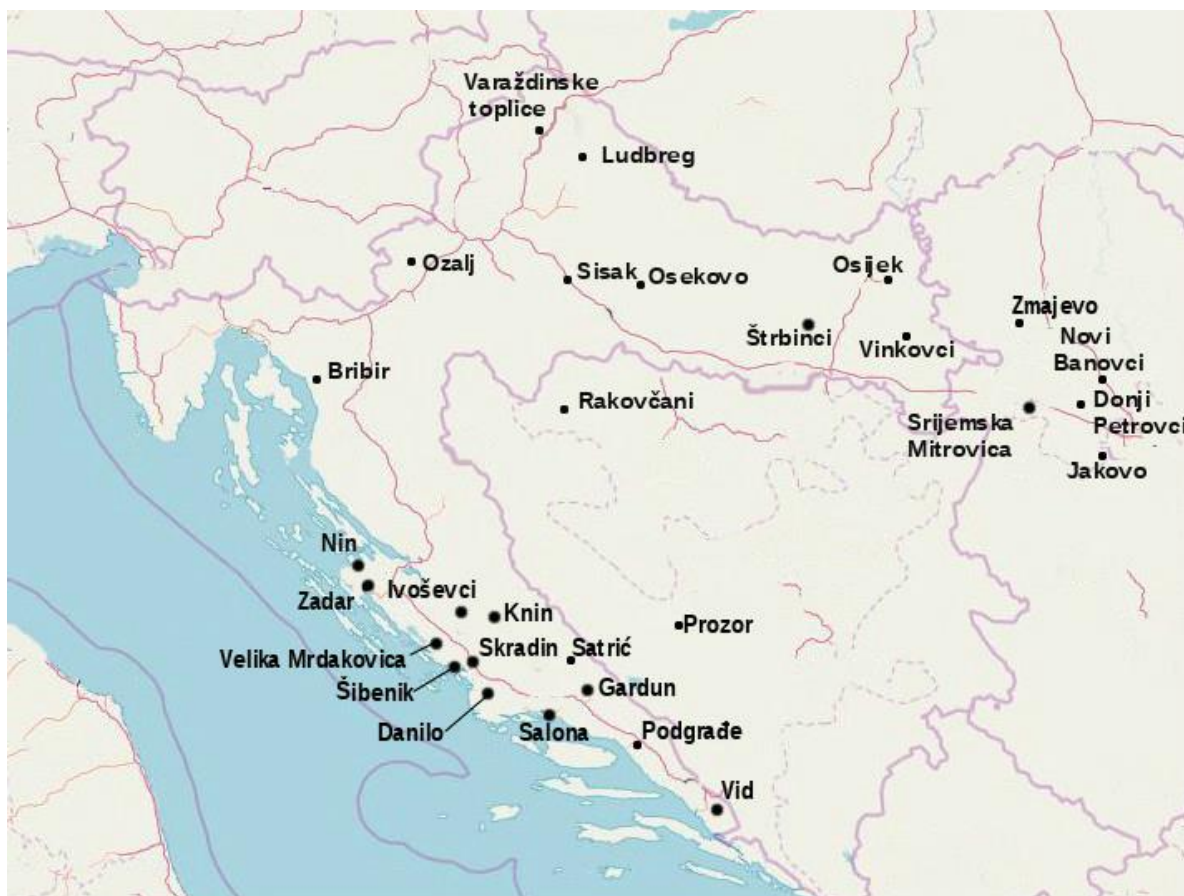 Varaždinske
toplice
Ludbreg
Ozalj
Sisak
Osekovo
Osijek
Štrbinci
Vinkovci
Zmajevo
Novi
Banovci
Donji
Petrovci
Srijemska
Mitrovica
Jakovo
Bribir
Rakovčani
Nin
Zadar
Ivoševci
Knin
Prozor
Velika Mrdakovica
Skradin
Satrić
Šibenik
Gardun
Danilo
Salona
Podgrađe
Vid